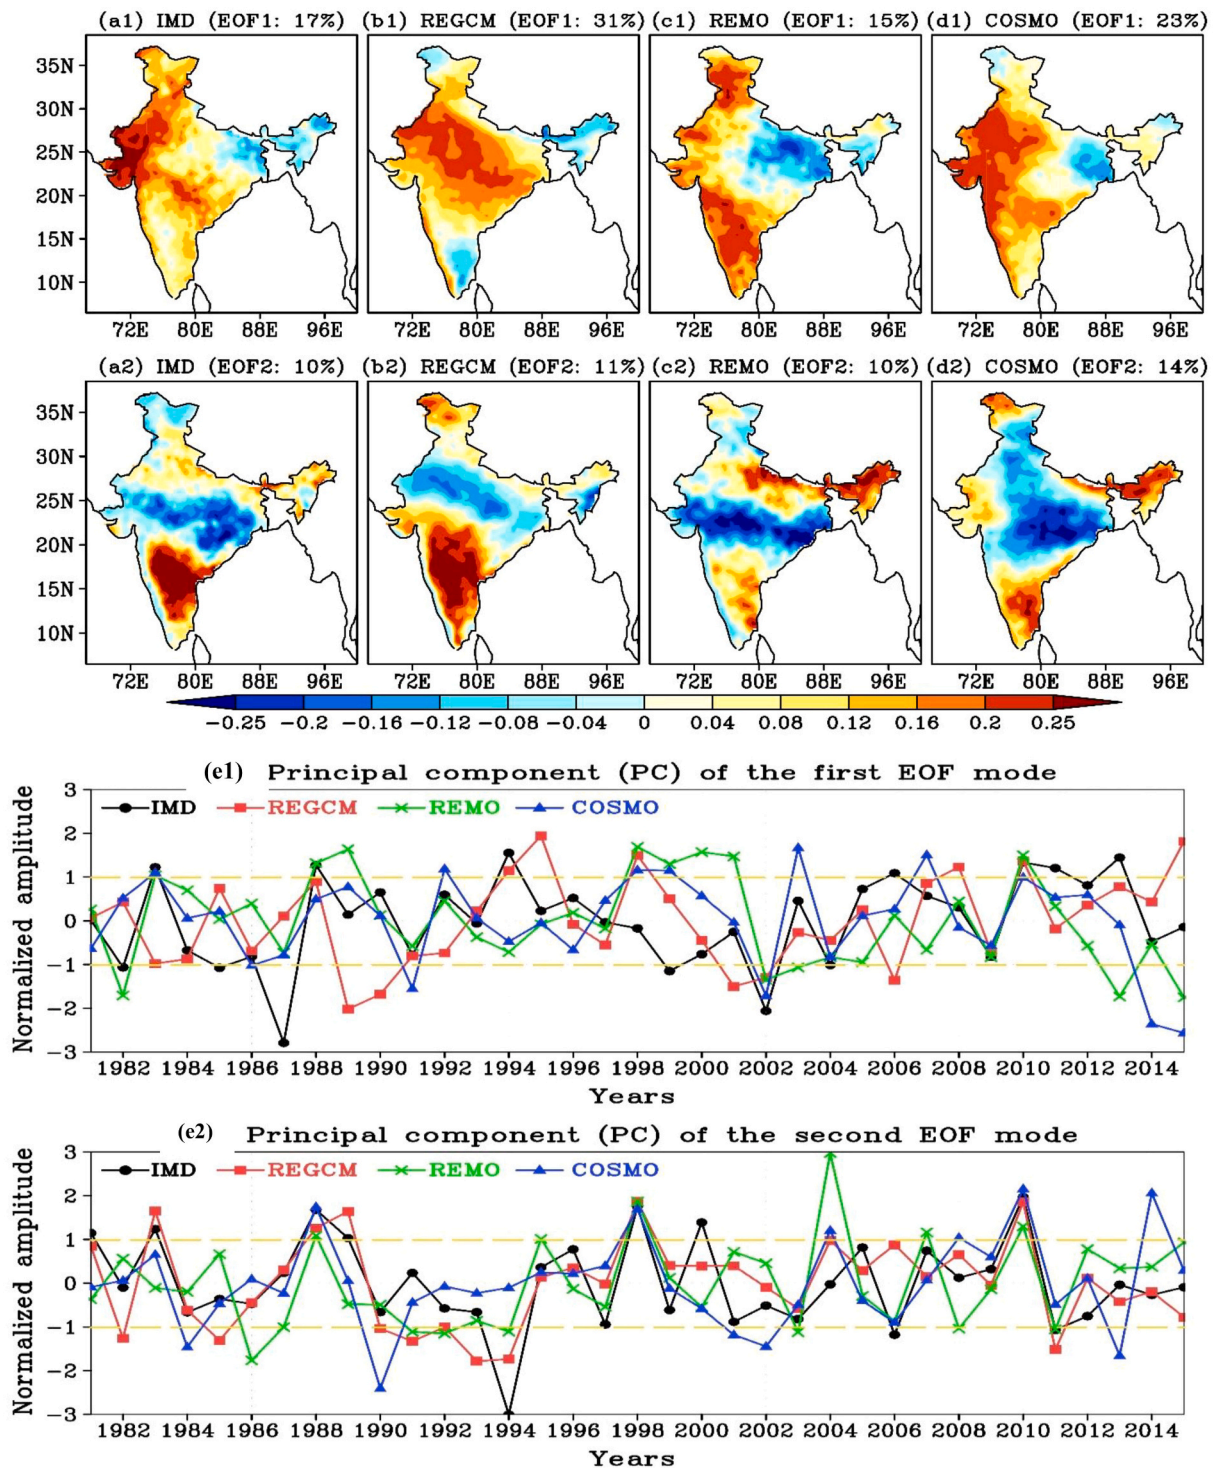 (a1) IMD (EOF1: 17%) (b1) REGCM (EOF1: 31%) (c1) REMO (EOF1: 15%) (d1) COSMO (EOF1: 23%)
35N
30N
25N
20N
15N
10N
72E 80E 88E 96E 72E 80E 88E 96E 72E 80E 88E 96E 72E 80E 88E 96E
(a2) IMD (EOF2: 10%) (b2) REGCM (EOF2: 11%) (c2) REMO (EOF2: 10%) (d2) COSMO (EOF2: 14%)
35N
30N
25N
20N
15N
10N
72E 80E 88E 96E 72E 80E 88E 96E 72E 80E 88E 96E 72E 80E 88E 96E
-0.25 -0.2 -0.16 -0.12 -0.08 -0.04 0 0.04 0.08 0.12 0.16 0.2 0.25
(e1) Principal component (PC) of the first EOF mode
Normalized amplitude
IMD REGCM REMO COSMO
3
2
1
0
-1
-2
-3
1982 1984 1986 1988 1990 1992 1994 1996 1998 2000 2002 2004 2006 2008 2010 2012 2014
Years
(e2) Principal component (PC) of the second EOF mode
Normalized amplitude
IMD REGCM REMO COSMO
3
2
1
0
-1
-2
-3
1982 1984 1986 1988 1990 1992 1994 1996 1998 2000 2002 2004 2006 2008 2010 2012 2014
Years